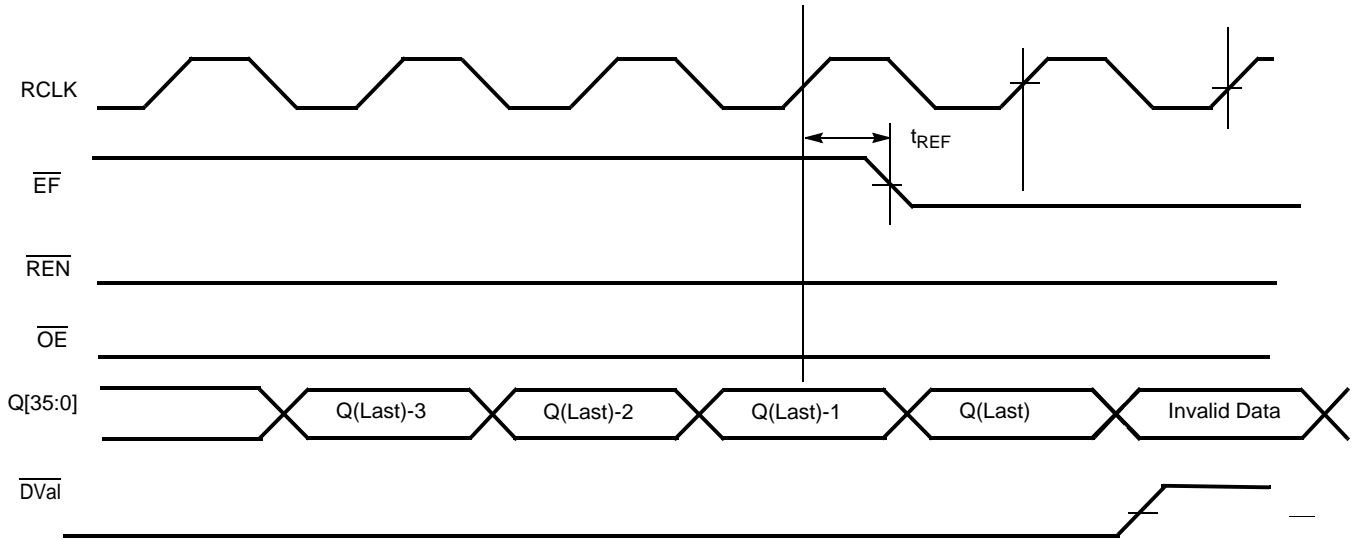 RCLK
tREF
EF
REN
OE
Q[35:0]
Q(Last)-3
Q(Last)-2
Q(Last)-1
Q(Last)
Invalid Data
DVal